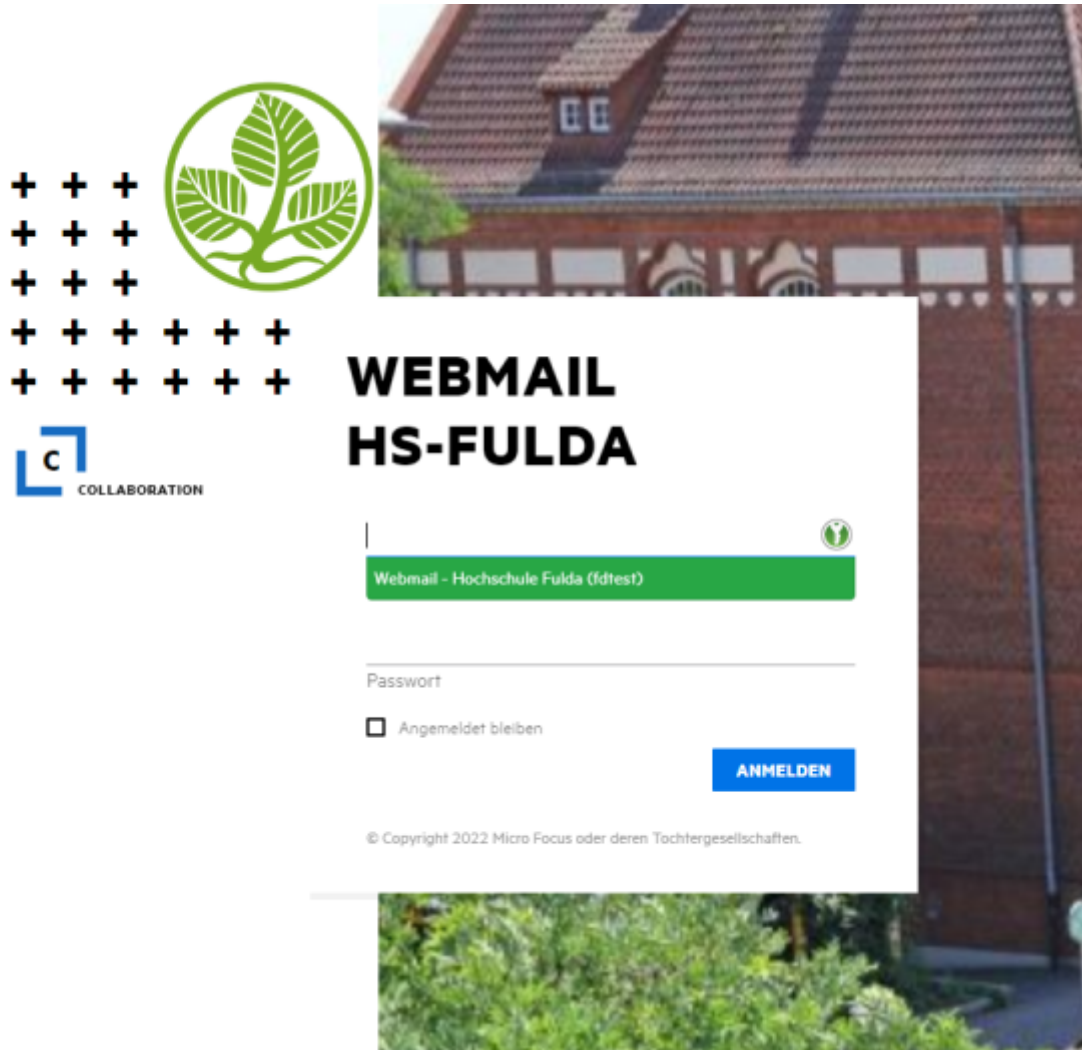 WEBMAIL
HS-FULDA
C
COLLABORATION
Webmail - Hochschule Fulda (fdtest)
Passwort
Angemeldet bleiben
ANMELDEN
© Copyright 2022 Micro Focus oder deren Tochtergesellschaften.